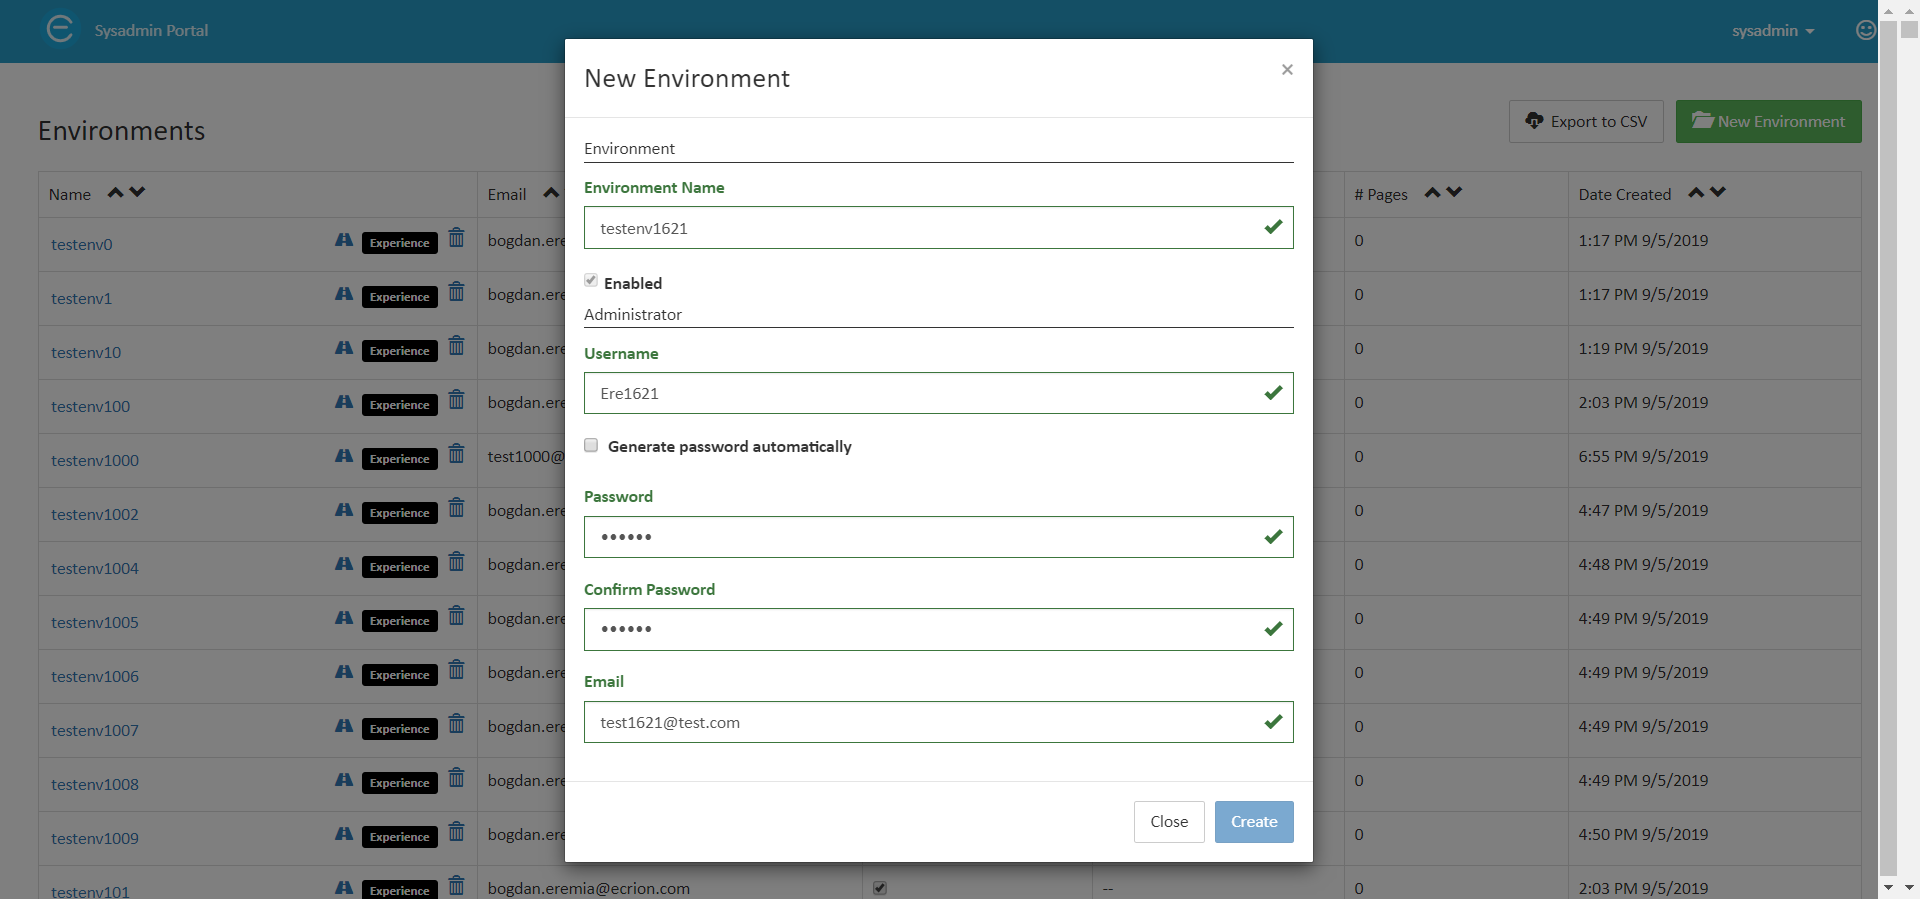 Sysadmin Portal
sysadmin
New Environment
×
Environments
Export to CSV
New Environment
Name
Email
# Pages
Date Created
Environment
Environment Name
testenv1621
Enabled
Administrator
Username
Ere1621
Generate password automatically
Password
••••••
Confirm Password
••••••
Email
test1621@test.com
Close
Create
testenv0 Experience bogdan.ere 0 1:17 PM 9/5/2019
testenv1 Experience bogdan.ere 0 1:17 PM 9/5/2019
testenv10 Experience bogdan.ere 0 1:19 PM 9/5/2019
testenv100 Experience bogdan.ere 0 2:03 PM 9/5/2019
testenv1000 Experience test1000@ 0 6:55 PM 9/5/2019
testenv1002 Experience bogdan.ere 0 4:47 PM 9/5/2019
testenv1004 Experience bogdan.ere 0 4:48 PM 9/5/2019
testenv1005 Experience bogdan.ere 0 4:49 PM 9/5/2019
testenv1006 Experience bogdan.ere 0 4:49 PM 9/5/2019
testenv1007 Experience bogdan.ere 0 4:49 PM 9/5/2019
testenv1008 Experience bogdan.ere 0 4:49 PM 9/5/2019
testenv1009 Experience bogdan.ere 0 4:50 PM 9/5/2019
testenv101 Experience bogdan.eremia@ecrion.com -- 0 2:03 PM 9/5/2019